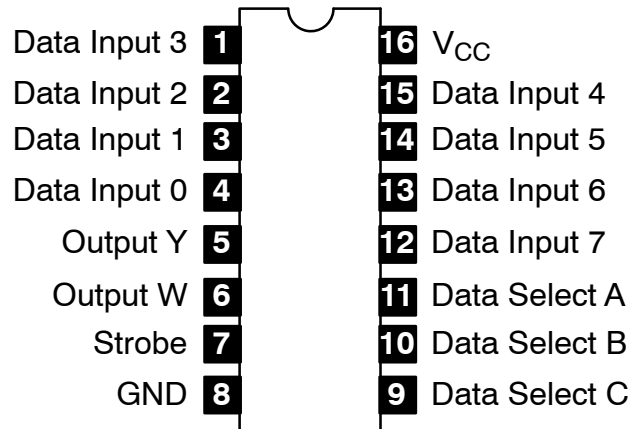 Data Input 3 1 16 VCC
Data Input 2 2 15 Data Input 4
Data Input 1 3 14 Data Input 5
Data Input 0 4 13 Data Input 6
Output Y 5 12 Data Input 7
Output W 6 11 Data Select A
Strobe 7 10 Data Select B
GND 8 9 Data Select C